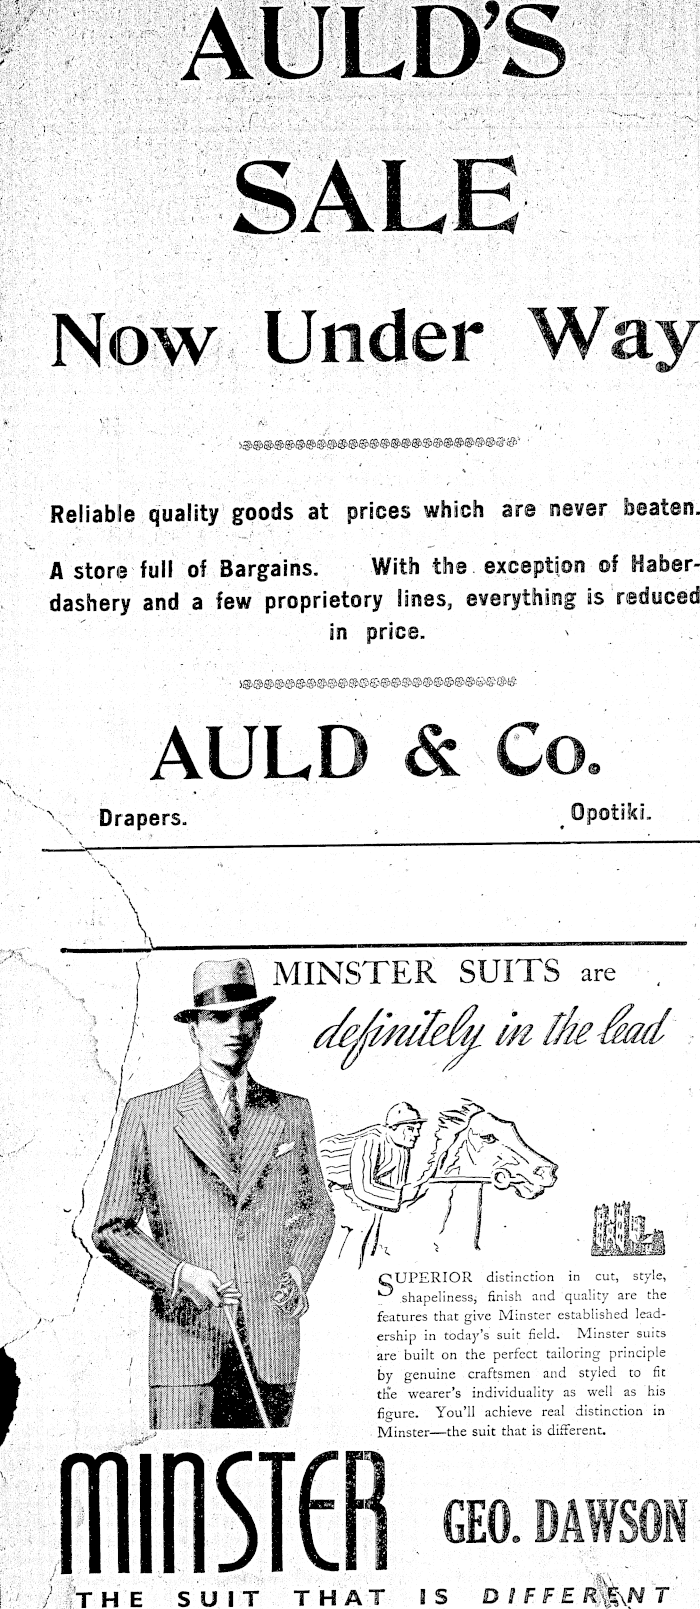 AULD'S
SALE
Now Under Way
Reliable quality goods at prices which are never beaten.
A store full of Bargains. With the exception of Haber-
dashery and a few proprietory lines, everything is reduced
in price.
AULD & Co.
Drapers. Opotiki.
MINSTER SUITS are
definitely in the lead
SUPERIOR distinction in cut, style,
shapeliness, finish and quality are the
features that give Minster established lead-
ership in today's suit field. Minster suits
are built on the perfect tailoring principle
by genuine craftsmen and styled to fit
the wearer's individuality as well as his
figure. You'll achieve real distinction in
Minster—the suit that is different.
MINSTER
GEO. DAWSON
THE SUIT THAT IS DIFFERENT